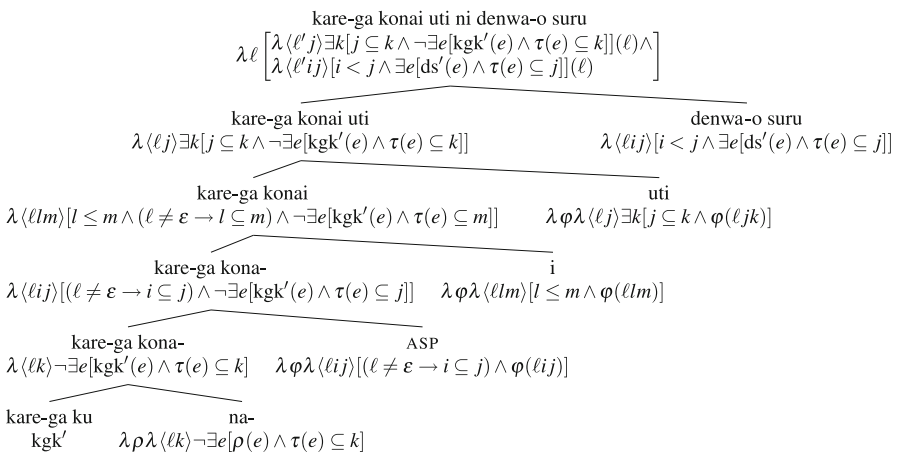 kare-ga konai uti ni denwa-o suru
λℓ[λ⟨ℓ′j⟩∃k[j ⊆ k ∧ ¬∃e[kgk′(e) ∧ τ(e) ⊆ k]](ℓ)∧
λ⟨ℓ′ij⟩[i < j ∧ ∃e[ds′(e) ∧ τ(e) ⊆ j]](ℓ)]
kare-ga konai uti denwa-o suru
λ⟨ℓj⟩∃k[j ⊆ k ∧ ¬∃e[kgk′(e) ∧ τ(e) ⊆ k]] λ⟨ℓij⟩[i < j ∧ ∃e[ds′(e) ∧ τ(e) ⊆ j]]
kare-ga konai uti
λ⟨ℓlm⟩[l ≤ m ∧ (ℓ ≠ ε → l ⊆ m) ∧ ¬∃e[kgk′(e) ∧ τ(e) ⊆ m]] λφλ⟨ℓj⟩∃k[j ⊆ k ∧ φ(ℓjk)]
kare-ga kona- i
λ⟨ℓij⟩[(ℓ ≠ ε → i ⊆ j) ∧ ¬∃e[kgk′(e) ∧ τ(e) ⊆ j]] λφλ⟨ℓlm⟩[l ≤ m ∧ φ(ℓlm)]
kare-ga kona- ASP
λ⟨ℓk⟩¬∃e[kgk′(e) ∧ τ(e) ⊆ k] λφλ⟨ℓij⟩[(ℓ ≠ ε → i ⊆ j) ∧ φ(ℓij)]
kare-ga ku na-
kgk′ λρλ⟨ℓk⟩¬∃e[ρ(e) ∧ τ(e) ⊆ k]